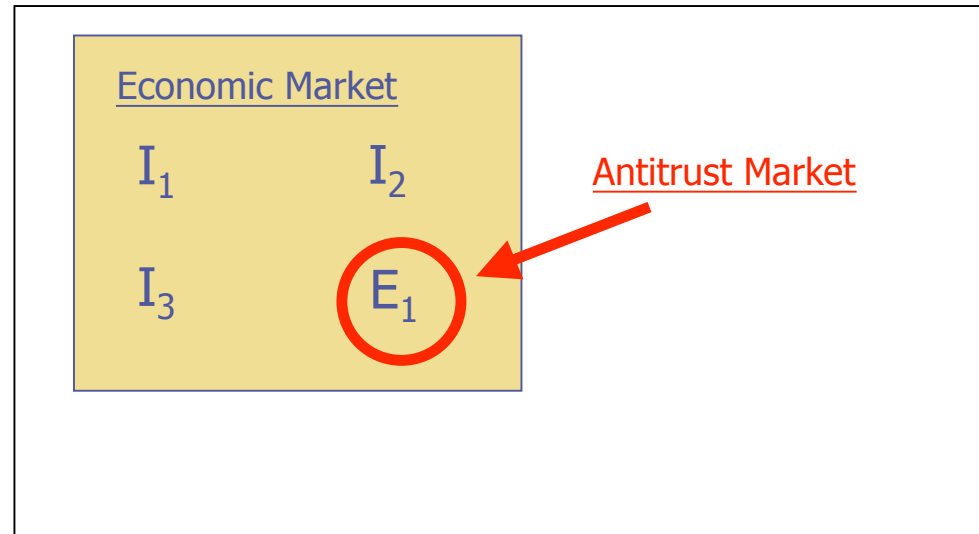 Economic Market
I₁ I₂
Antitrust Market
I₃ E₁